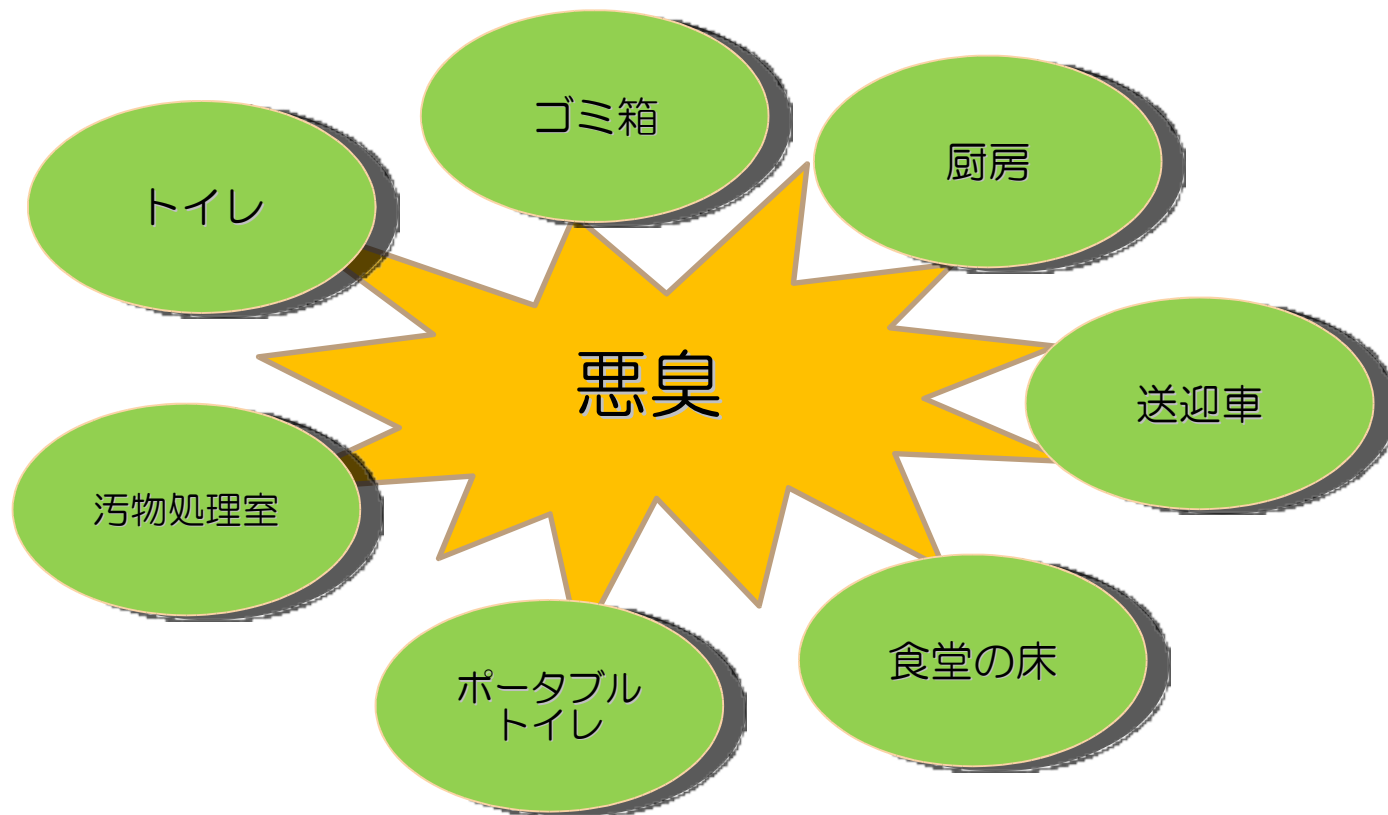 ゴミ箱
厨房
トイレ
悪臭
送迎車
汚物処理室
食堂の床
ポータブル
トイレ